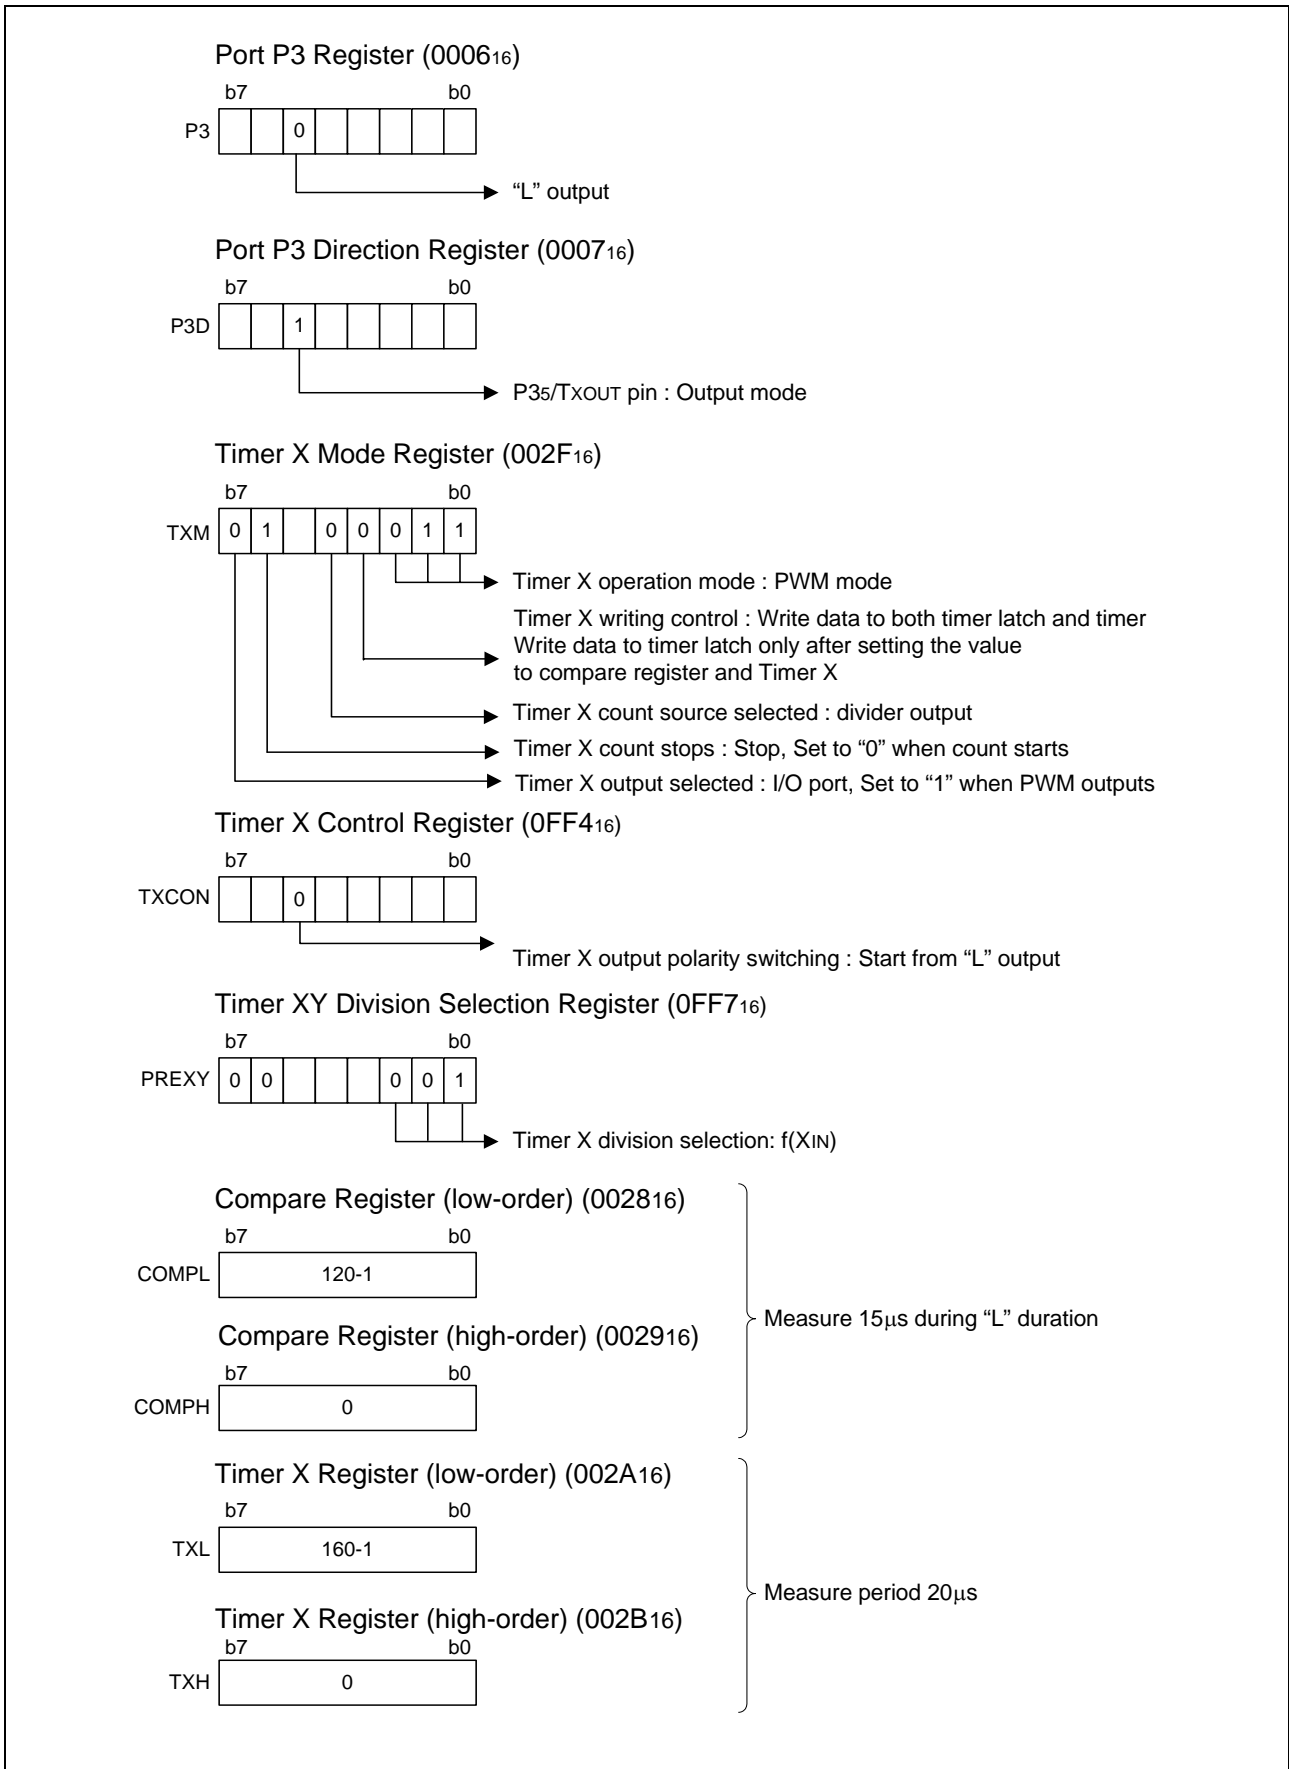 Port P3 Register (000616)
b7 b0
P3 0
“L” output
Port P3 Direction Register (000716)
b7 b0
P3D 1
P35/TXOUT pin : Output mode
Timer X Mode Register (002F16)
b7 b0
TXM 0 1 0 0 0 1 1
Timer X operation mode : PWM mode
Timer X writing control : Write data to both timer latch and timer
Write data to timer latch only after setting the value
to compare register and Timer X
Timer X count source selected : divider output
Timer X count stops : Stop, Set to “0” when count starts
Timer X output selected : I/O port, Set to “1” when PWM outputs
Timer X Control Register (0FF416)
b7 b0
TXCON 0
Timer X output polarity switching : Start from “L” output
Timer XY Division Selection Register (0FF716)
b7 b0
PREXY 0 0 0 0 1
Timer X division selection: f(XIN)
Compare Register (low-order) (002816)
b7 b0
COMPL 120-1
Measure 15μs during “L” duration
Compare Register (high-order) (002916)
b7 b0
COMPH 0
Timer X Register (low-order) (002A16)
b7 b0
TXL 160-1
Measure period 20μs
Timer X Register (high-order) (002B16)
b7 b0
TXH 0